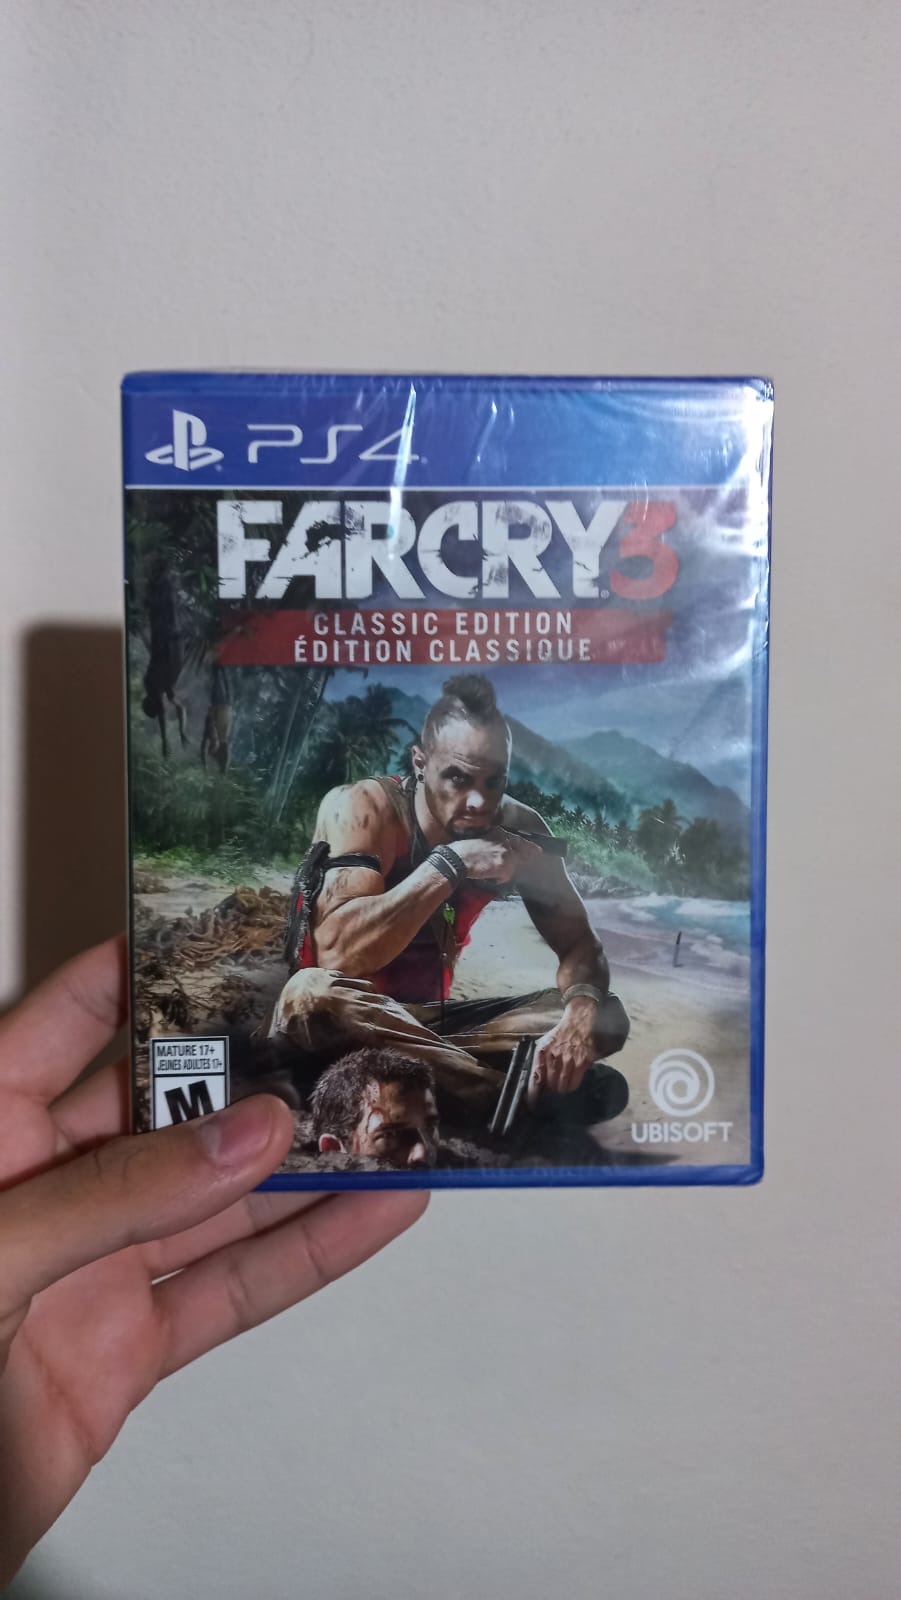 PS4
FARCRY3
CLASSIC EDITION
ÉDITION CLASSIQUE
MATURE 17+
JEUNES ADULTES 17+
M
UBISOFT